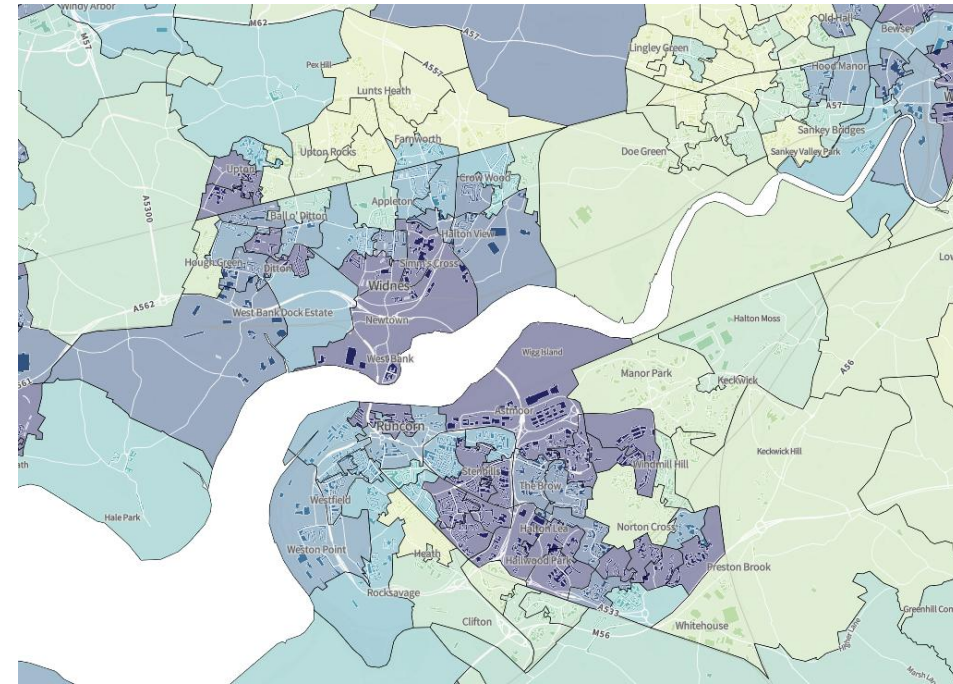 Windy Arbor
M62
A57
Old Hall
Bewsey
M57
Lingley Green
Pex Hill
A557
Hood Manor
Lunts Heath
A57
Sankey Bridges
Farnworth
Upton Rocks
Doe Green
Sankey Valley Park
Upton
Crow Wood
A5300
Appleton
Ball o' Ditton
Halton View
Hough Green
Ditton
Simm's Cross
Widnes
A562
West Bank Dock Estate
Newtown
Halton Moss
West Bank
Wigg Island
A56
Manor Park
Keckwick
Astmoor
Runcorn
Keckwick Hill
Stenhills
Windmill Hill
The Brow
Westfield
Hale Park
Halton Lea
Norton Cross
Weston Point
Heath
Hallwood Park
Preston Brook
Rocksavage
A533
Clifton
M56
Whitehouse
Greenhill
Higher Lane
Marsh